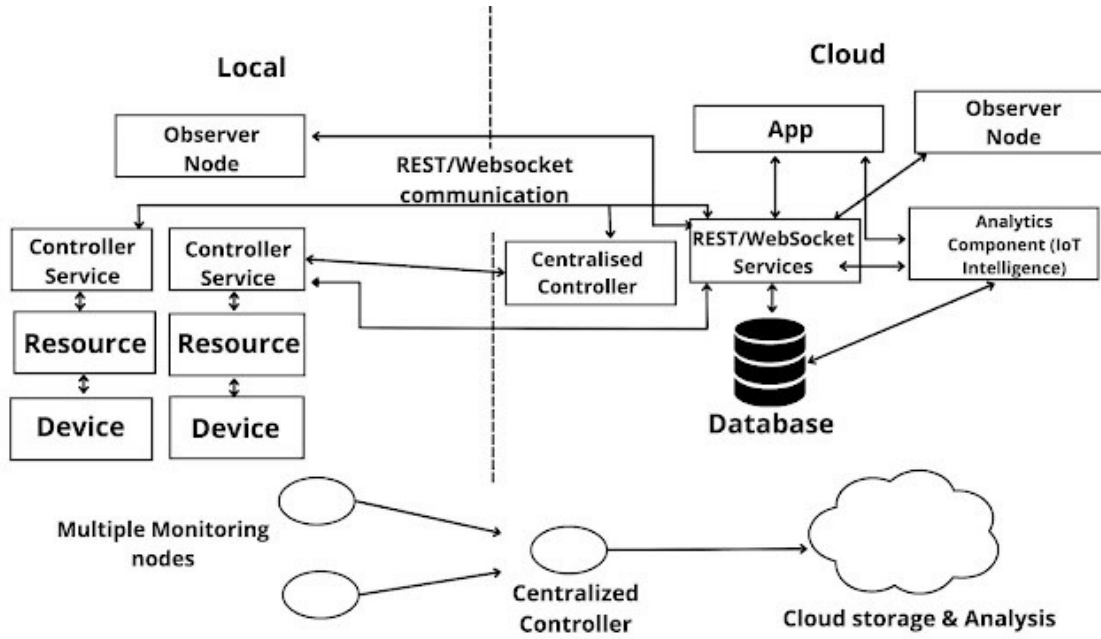 Local
Cloud
Observer
Node
App
Observer
Node
REST/Websocket
communication
Controller
Service
Controller
Service
Centralised
Controller
REST/WebSocket
Services
Analytics
Component (IoT
Intelligence)
Resource
Resource
Device
Device
Database
Multiple Monitoring
nodes
Centralized
Controller
Cloud storage & Analysis